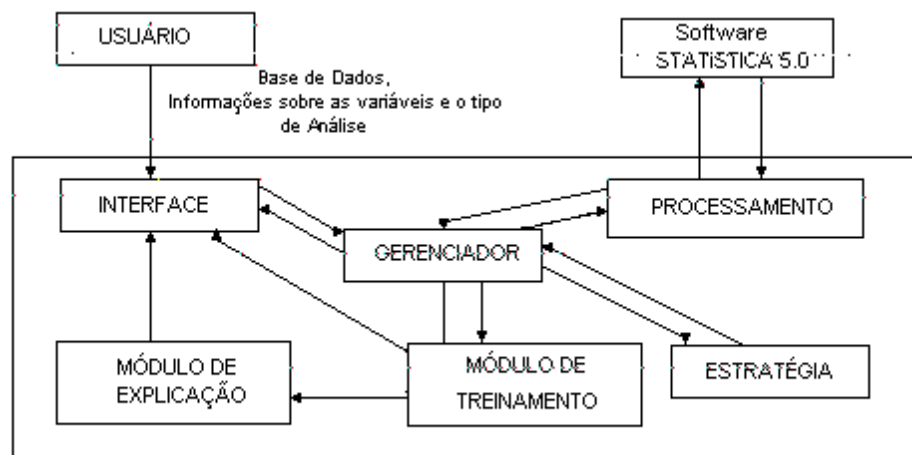 USUÁRIO
Software
STATISTICA 5.0
Base de Dados,
Informações sobre as variáveis e o tipo
de Análise
INTERFACE
PROCESSAMENTO
GERENCIADOR
MÓDULO DE
EXPLICAÇÃO
MÓDULO DE
TREINAMENTO
ESTRATÉGIA